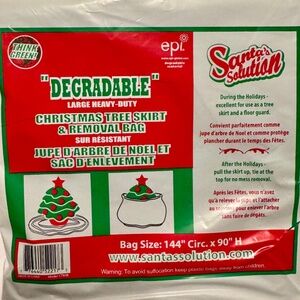 THINK
GREEN!
epi
"DEGRADABLE"
LARGE HEAVY-DUTY
CHRISTMAS TREE SKIRT
& REMOVAL BAG
SUR RÉSISTANT
JUPE D'ARBRE DE NOEL ET
SAC D'ENLEVEMENT
Santa's
Solution
During the Holidays -
excellent for use as a tree
skirt and a floor guard.
Convient parfaitement comme
jupe d'arbre de Noel et comme protège
plancher durant le temps des Fêtes.
After the Holidays -
pull the skirt up, tie at the
top for no mess removal.
Après les Fêtes, vous n'avez
qu'a relever la jupe et l'attacher
au sommet pour enlever l'arbre
sans faire de dégâts.
Bag Size: 144" Circ. x 90" H
www.santassolution.com
Warning: To avoid suffocation keep plastic bags away from children.